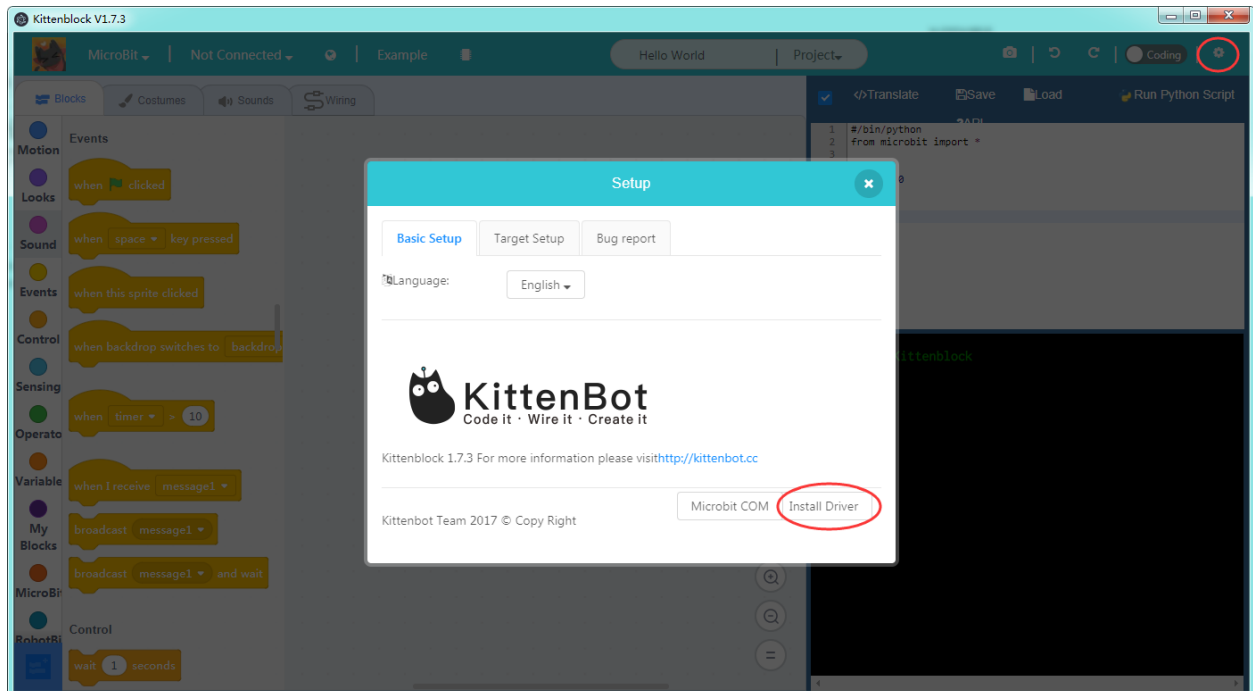 Kittenblock V1.7.3
MicroBit
Not Connected
Example
Hello World
Project
Coding
Blocks
Costumes
Sounds
Wiring
</>Translate
Save
Load
Run Python Script
Motion
Looks
Sound
Events
Control
Sensing
Operato
Variable
My
Blocks
MicroBi
RobotBi
Events
when clicked
when space key pressed
when this sprite clicked
when backdrop switches to backdrop
when timer > 10
when I receive message1
broadcast message1
broadcast message1 and wait
Control
wait 1 seconds
1 #/bin/python
2 from microbit import *
3
0
ittenblock
Setup
Basic Setup
Target Setup
Bug report
Language:
English
KittenBot
Code it · Wire it · Create it
Kittenblock 1.7.3 For more information please visithttp://kittenbot.cc
Microbit COM
Install Driver
Kittenbot Team 2017 © Copy Right